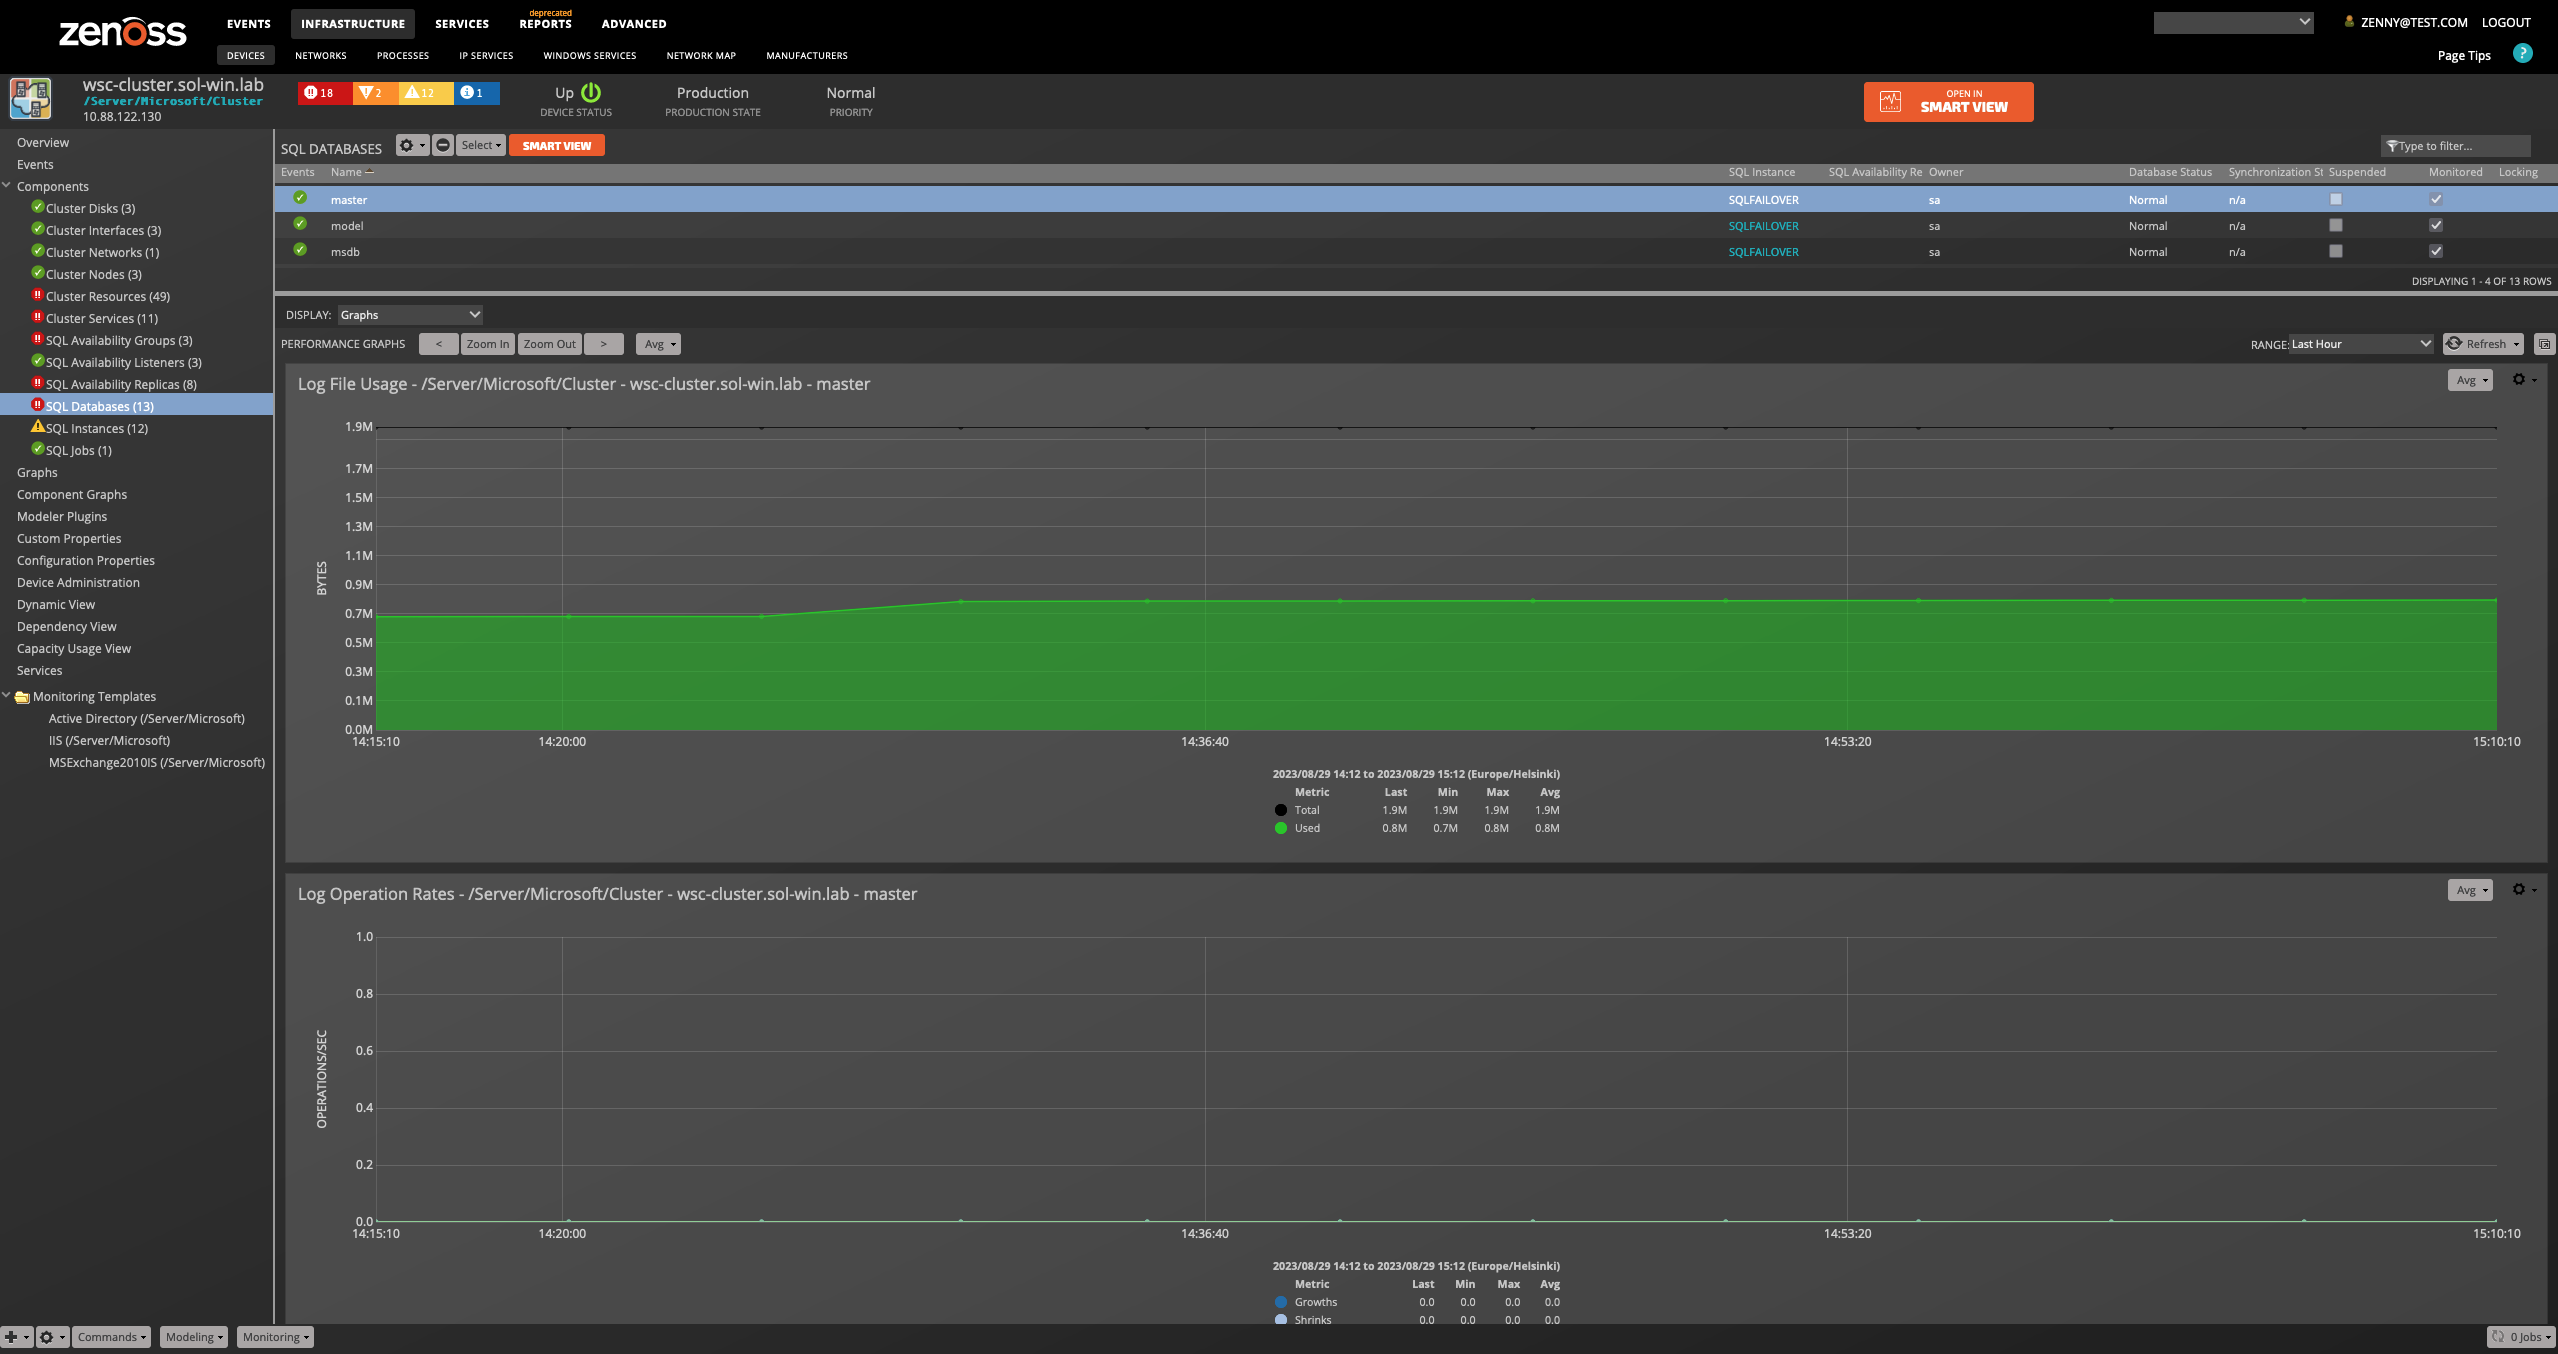 zenoss
EVENTS INFRASTRUCTURE SERVICES deprecated REPORTS ADVANCED
ZENNY@TEST.COM LOGOUT
DEVICES NETWORKS PROCESSES IP SERVICES WINDOWS SERVICES NETWORK MAP MANUFACTURERS
Page Tips ?
wsc-cluster.sol-win.lab
/Server/Microsoft/Cluster
10.88.122.130
18 2 12 1
Up
DEVICE STATUS
Production
PRODUCTION STATE
Normal
PRIORITY
OPEN IN
SMART VIEW
Overview
Events
Components
Cluster Disks (3)
Cluster Interfaces (3)
Cluster Networks (1)
Cluster Nodes (3)
Cluster Resources (49)
Cluster Services (11)
SQL Availability Groups (3)
SQL Availability Listeners (3)
SQL Availability Replicas (8)
SQL Databases (13)
SQL Instances (12)
SQL Jobs (1)
Graphs
Component Graphs
Modeler Plugins
Custom Properties
Configuration Properties
Device Administration
Dynamic View
Dependency View
Capacity Usage View
Services
Monitoring Templates
Active Directory (/Server/Microsoft)
IIS (/Server/Microsoft)
MSExchange2010IS (/Server/Microsoft)
SQL DATABASES Select SMART VIEW Type to filter...
Events Name SQL Instance SQL Availability Re Owner Database Status Synchronization St Suspended Monitored Locking
master SQLFAILOVER sa Normal n/a
model SQLFAILOVER sa Normal n/a
msdb SQLFAILOVER sa Normal n/a
DISPLAYING 1 - 4 OF 13 ROWS
DISPLAY: Graphs
PERFORMANCE GRAPHS < Zoom In Zoom Out > Avg RANGE: Last Hour Refresh
Log File Usage - /Server/Microsoft/Cluster - wsc-cluster.sol-win.lab - master Avg
BYTES
1.9M
1.7M
1.5M
1.3M
1.1M
0.9M
0.7M
0.5M
0.3M
0.1M
0.0M
14:15:10 14:20:00 14:36:40 14:53:20 15:10:10
2023/08/29 14:12 to 2023/08/29 15:12 (Europe/Helsinki)
Metric Last Min Max Avg
Total 1.9M 1.9M 1.9M 1.9M
Used 0.8M 0.7M 0.8M 0.8M
Log Operation Rates - /Server/Microsoft/Cluster - wsc-cluster.sol-win.lab - master Avg
OPERATIONS/SEC
1.0
0.8
0.6
0.4
0.2
0.0
14:15:10 14:20:00 14:36:40 14:53:20 15:10:10
2023/08/29 14:12 to 2023/08/29 15:12 (Europe/Helsinki)
Metric Last Min Max Avg
Growths 0.0 0.0 0.0 0.0
Shrinks 0.0 0.0 0.0 0.0
Commands Modeling Monitoring 0 Jobs